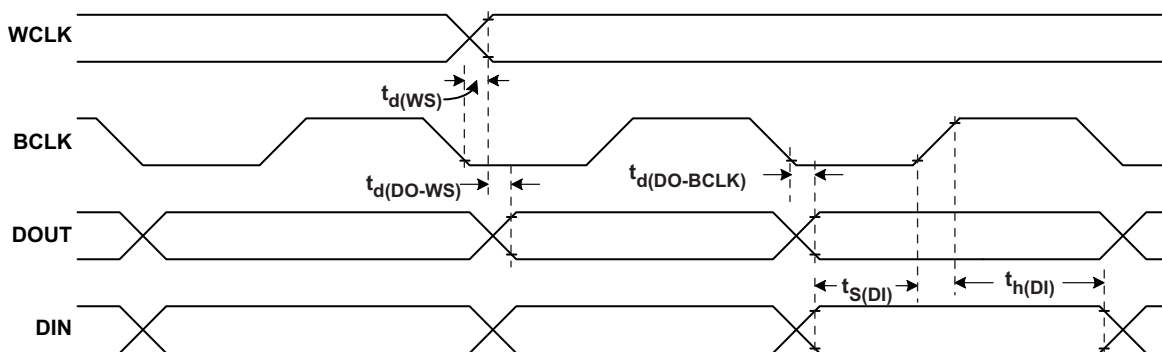 WCLK
td(WS)
BCLK
td(DO-WS)
td(DO-BCLK)
DOUT
tS(DI)
th(DI)
DIN